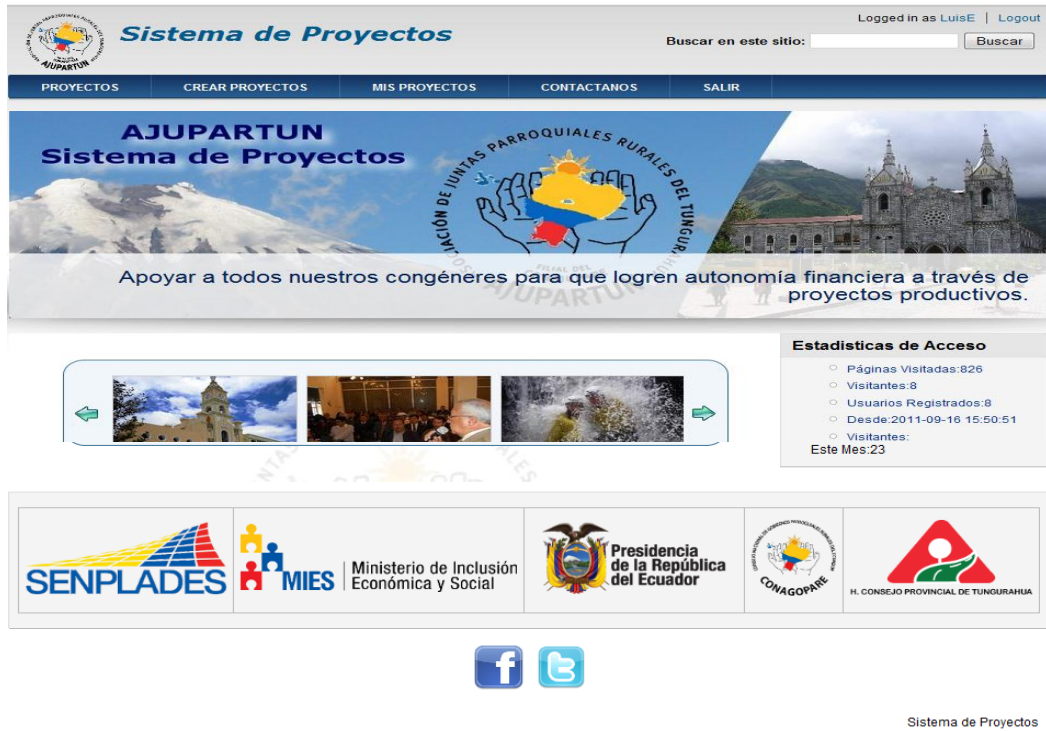 Logged in as LuisE | Logout
Sistema de Proyectos
Buscar en este sitio:
Buscar
AJUPARTUN
PROYECTOS
CREAR PROYECTOS
MIS PROYECTOS
CONTACTANOS
SALIR
AJUPARTUN
Sistema de Proyectos
ASOCIACIÓN DE JUNTAS PARROQUIALES RURALES DEL TUNGURAHUA
FILIAL DEL
AJUPARTUN
Apoyar a todos nuestros congéneres para que logren autonomía financiera a través de
proyectos productivos.
Estadisticas de Acceso
Páginas Visitadas:826
Visitantes:8
Usuarios Registrados:8
Desde:2011-09-16 15:50:51
Visitantes:
Este Mes:23
SENPLADES
MIES
Ministerio de Inclusión
Económica y Social
Presidencia
de la República
del Ecuador
CONAGOPARE
H. CONSEJO PROVINCIAL DE TUNGURAHUA
Sistema de Proyectos